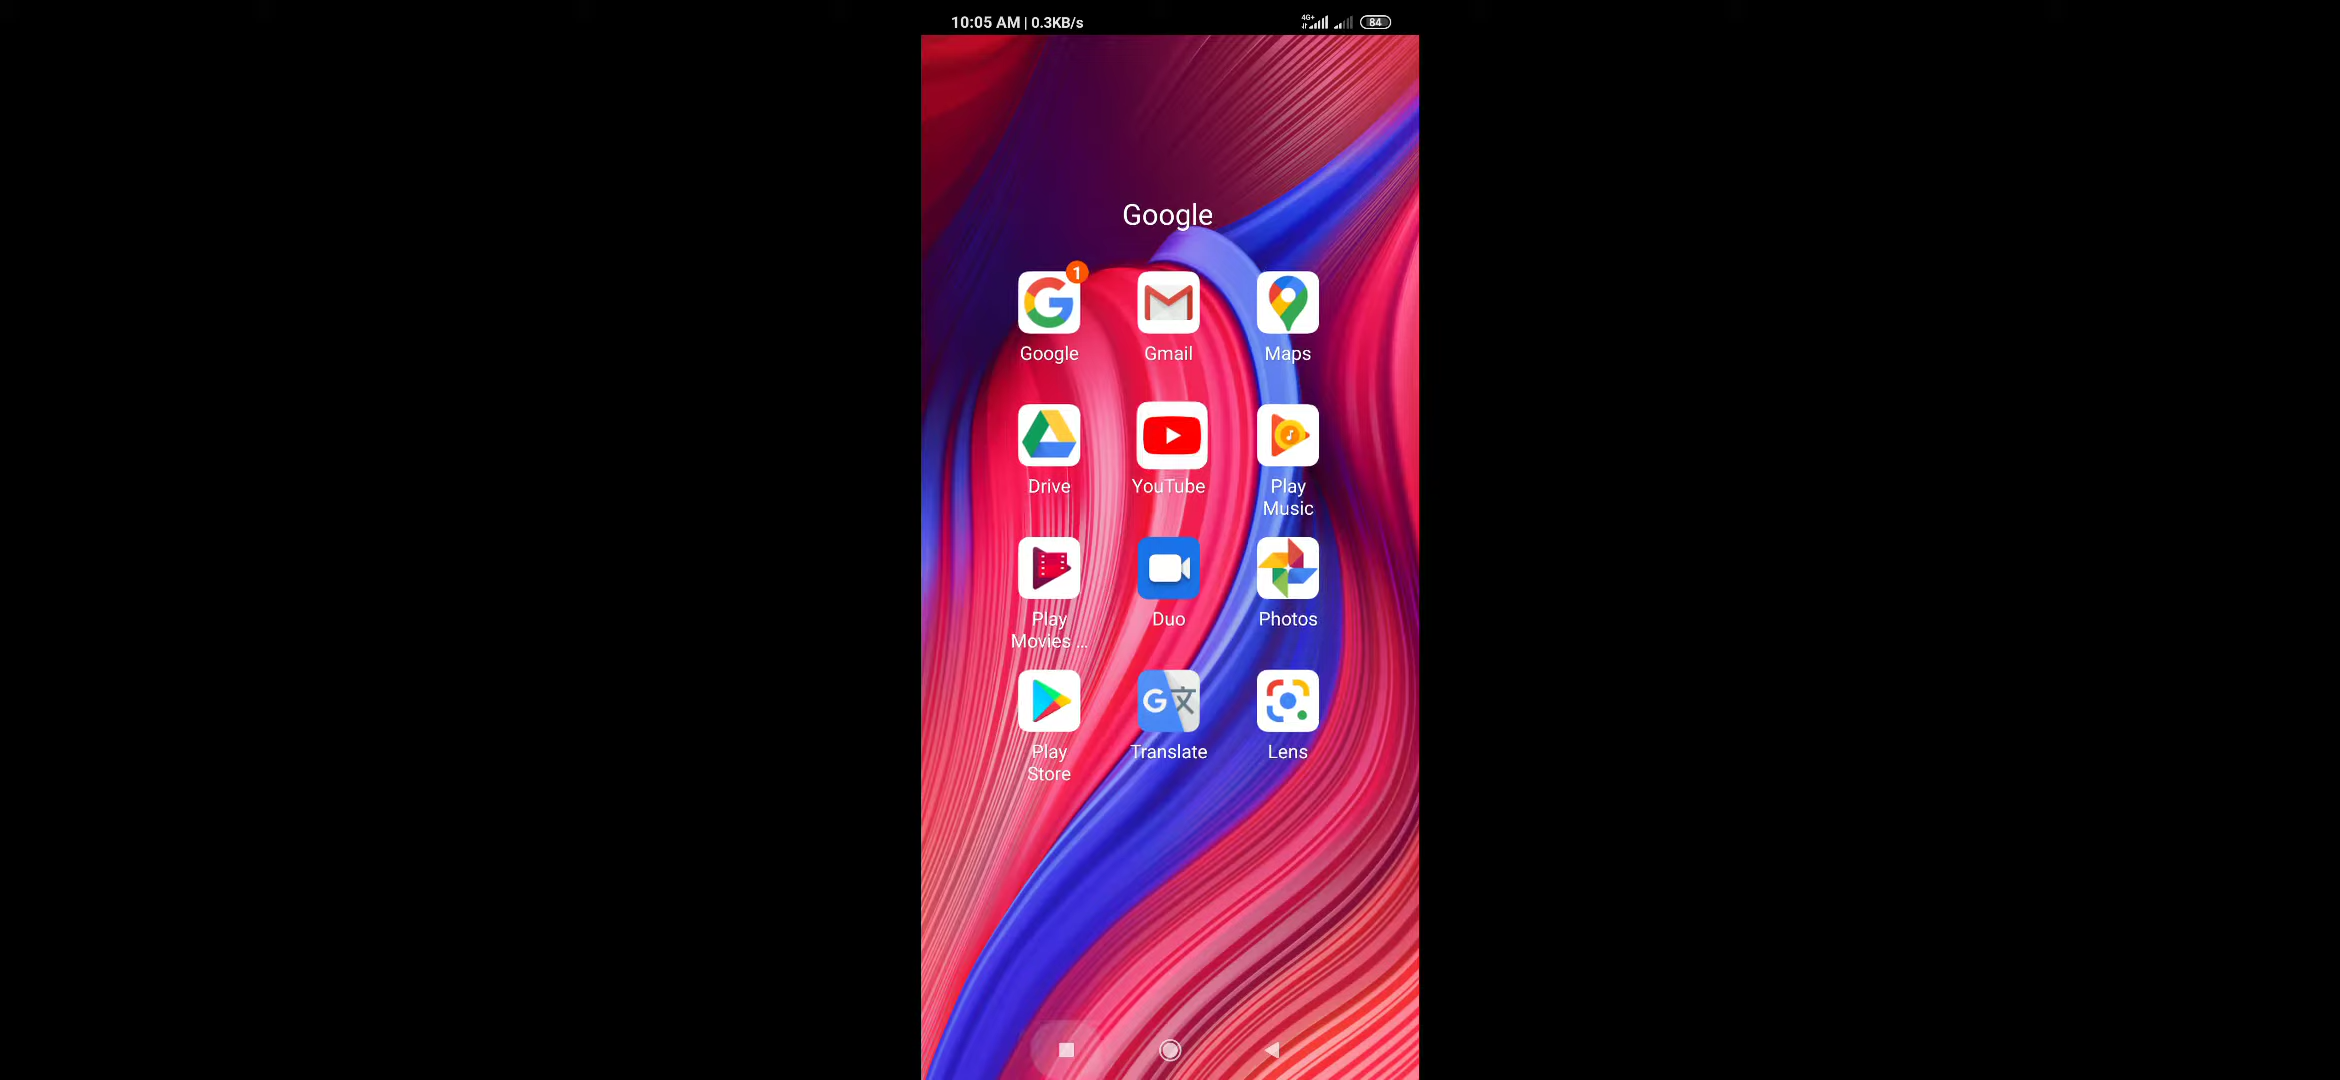 10:05 AM | 0.3KB/s
4G+
84
Google
1
Google
Gmail
Maps
Drive
YouTube
Play
Music
Play
Movies ...
Duo
Photos
Play
Store
Translate
Lens